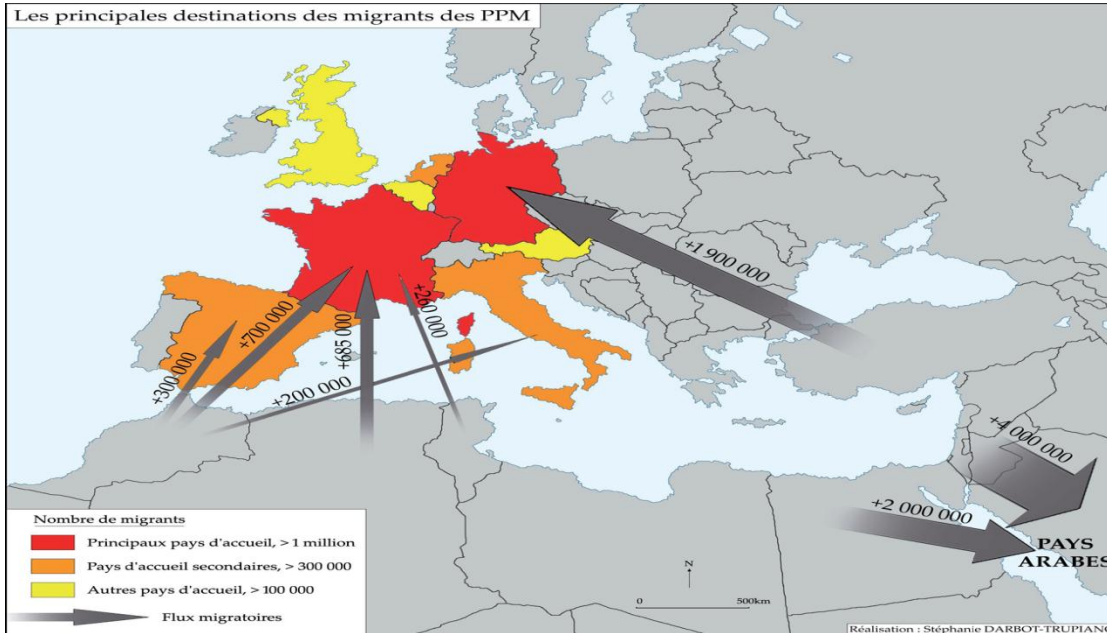 Les principales destinations des migrants des PPM
+1 900 000
+260 000
+700 000
+685 000
+300 000
+200 000
+4 000 000
+2 000 000
PAYS
ARABES
Nombre de migrants
Principaux pays d'accueil, > 1 million
Pays d'accueil secondaires, > 300 000
Autres pays d'accueil, > 100 000
Flux migratoires
N
0 500km
Réalisation : Stéphanie DARBOT-TRUPIANO